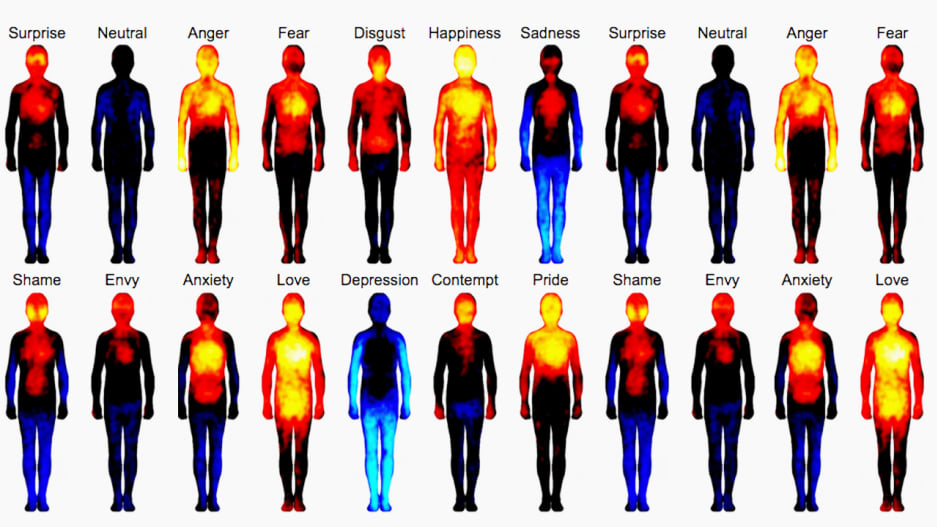 Surprise Neutral Anger Fear Disgust Happiness Sadness Surprise Neutral Anger Fear
Shame Envy Anxiety Love Depression Contempt Pride Shame Envy Anxiety Love